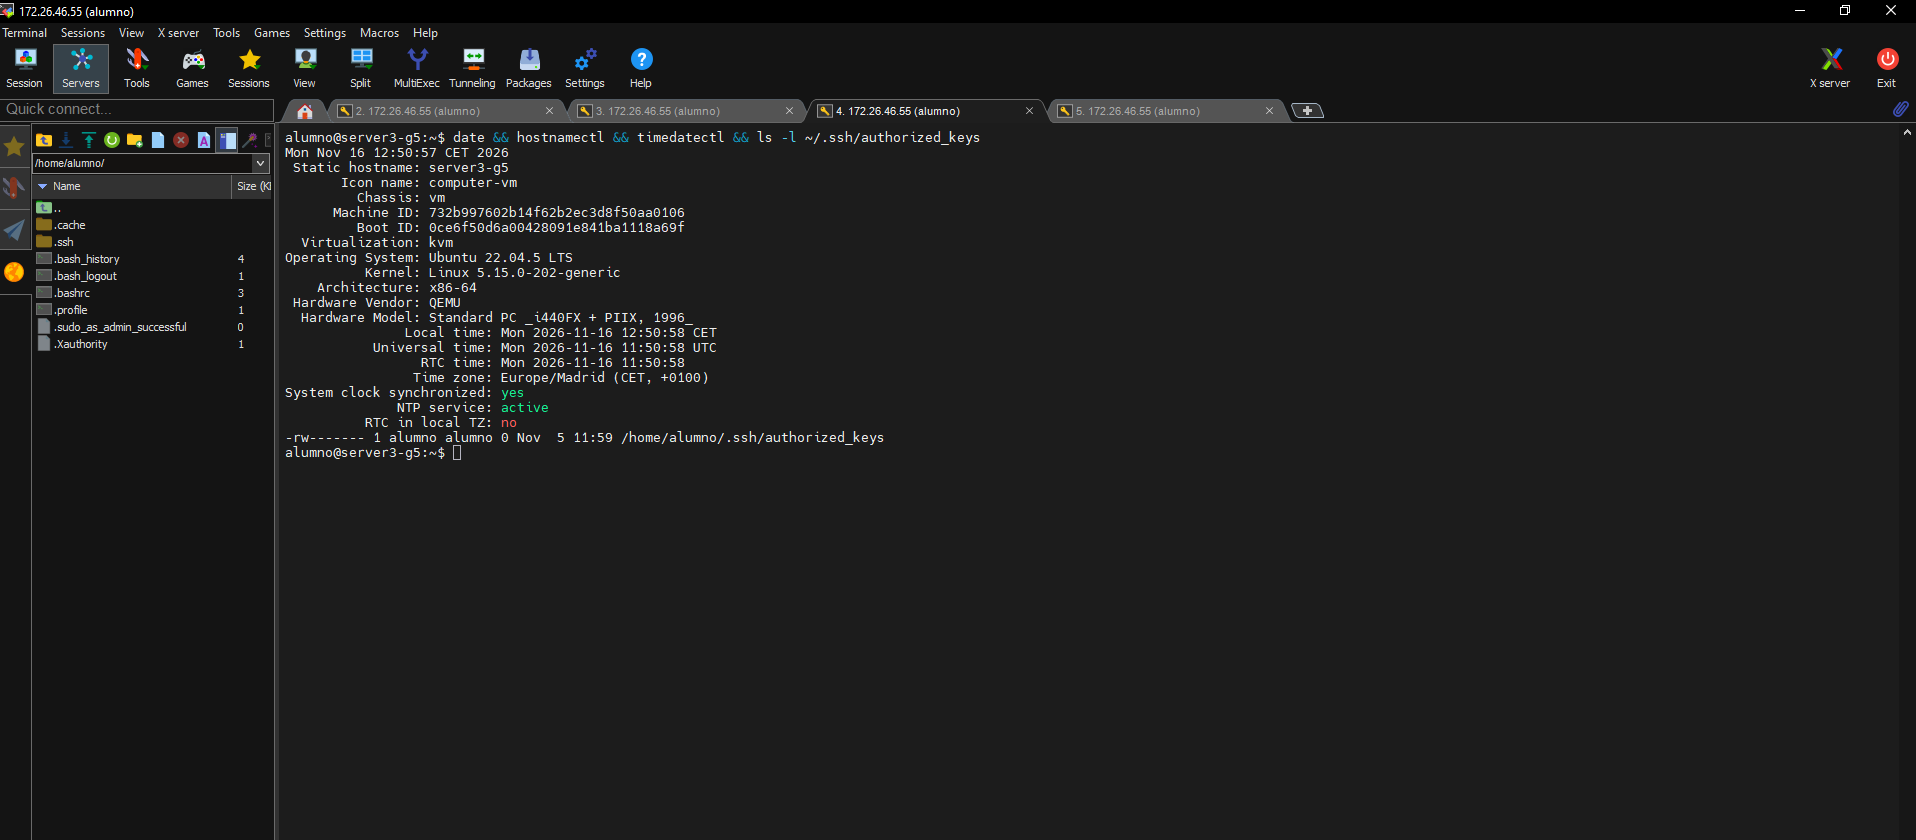 172.26.46.55 (alumno)
Terminal Sessions View X server Tools Games Settings Macros Help
Session Servers Tools Games Sessions View Split MultiExec Tunneling Packages Settings Help X server Exit
Quick connect...
2. 172.26.46.55 (alumno) 3. 172.26.46.55 (alumno) 4. 172.26.46.55 (alumno) 5. 172.26.46.55 (alumno)
/home/alumno/
Name Size (K
..
.cache
.ssh
.bash_history 4
.bash_logout 1
.bashrc 3
.profile 1
.sudo_as_admin_successful 0
.Xauthority 1
alumno@server3-g5:~$ date && hostnamectl && timedatectl && ls -l ~/.ssh/authorized_keys
Mon Nov 16 12:50:57 CET 2026
Static hostname: server3-g5
Icon name: computer-vm
Chassis: vm
Machine ID: 732b997602b14f62b2ec3d8f50aa0106
Boot ID: 0ce6f50d6a00428091e841ba1118a69f
Virtualization: kvm
Operating System: Ubuntu 22.04.5 LTS
Kernel: Linux 5.15.0-202-generic
Architecture: x86-64
Hardware Vendor: QEMU
Hardware Model: Standard PC _i440FX + PIIX, 1996_
Local time: Mon 2026-11-16 12:50:58 CET
Universal time: Mon 2026-11-16 11:50:58 UTC
RTC time: Mon 2026-11-16 11:50:58
Time zone: Europe/Madrid (CET, +0100)
System clock synchronized: yes
NTP service: active
RTC in local TZ: no
-rw------- 1 alumno alumno 0 Nov  5 11:59 /home/alumno/.ssh/authorized_keys
alumno@server3-g5:~$